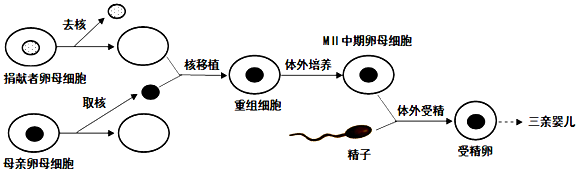 去核
捐献者卵母细胞
取核
母亲卵母细胞
核移植
重组细胞
体外培养
MⅡ中期卵母细胞
体外受精
精子
受精卵
三亲婴儿